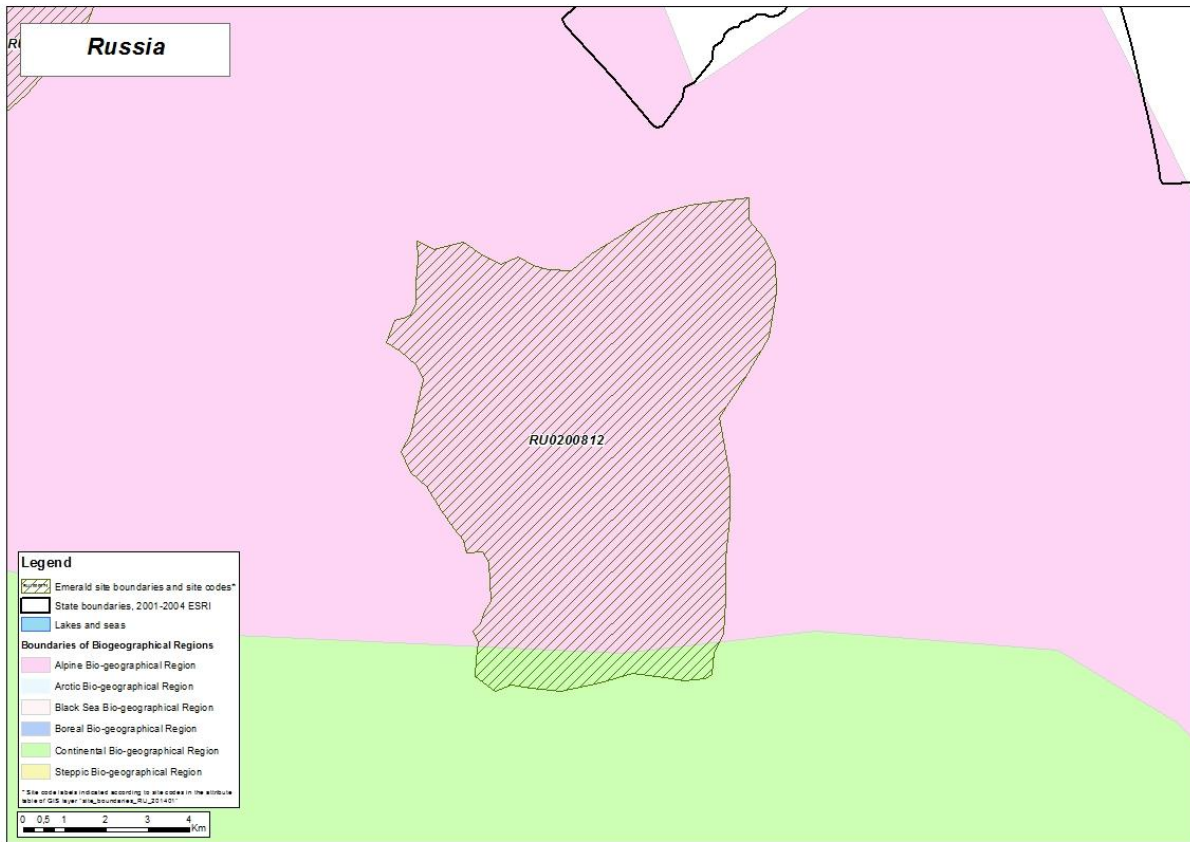 RU
Russia
RU0200812
Legend
Emerald site boundaries and site codes*
State boundaries, 2001-2004 ESRI
Lakes and seas
Boundaries of Biogeographical Regions
Alpine Bio-geographical Region
Arctic Bio-geographical Region
Black Sea Bio-geographical Region
Boreal Bio-geographical Region
Continental Bio-geographical Region
Steppic Bio-geographical Region
* Site code labels indicated according to site codes in the attribute
table of GIS layer "site_boundaries_RU_201401"
0 0,5 1 2 3 4
Km